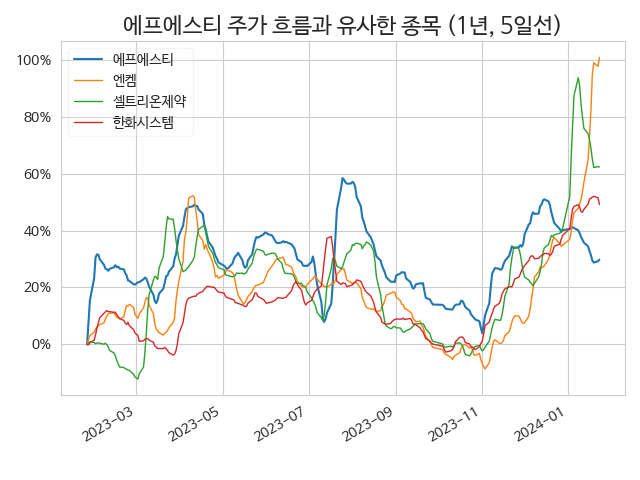 에프에스티 주가 흐름과 유사한 종목 (1년, 5일선)
에프에스티
엔켐
셀트리온제약
한화시스템
100%
80%
60%
40%
20%
0%
2023-03
2023-05
2023-07
2023-09
2023-11
2024-01